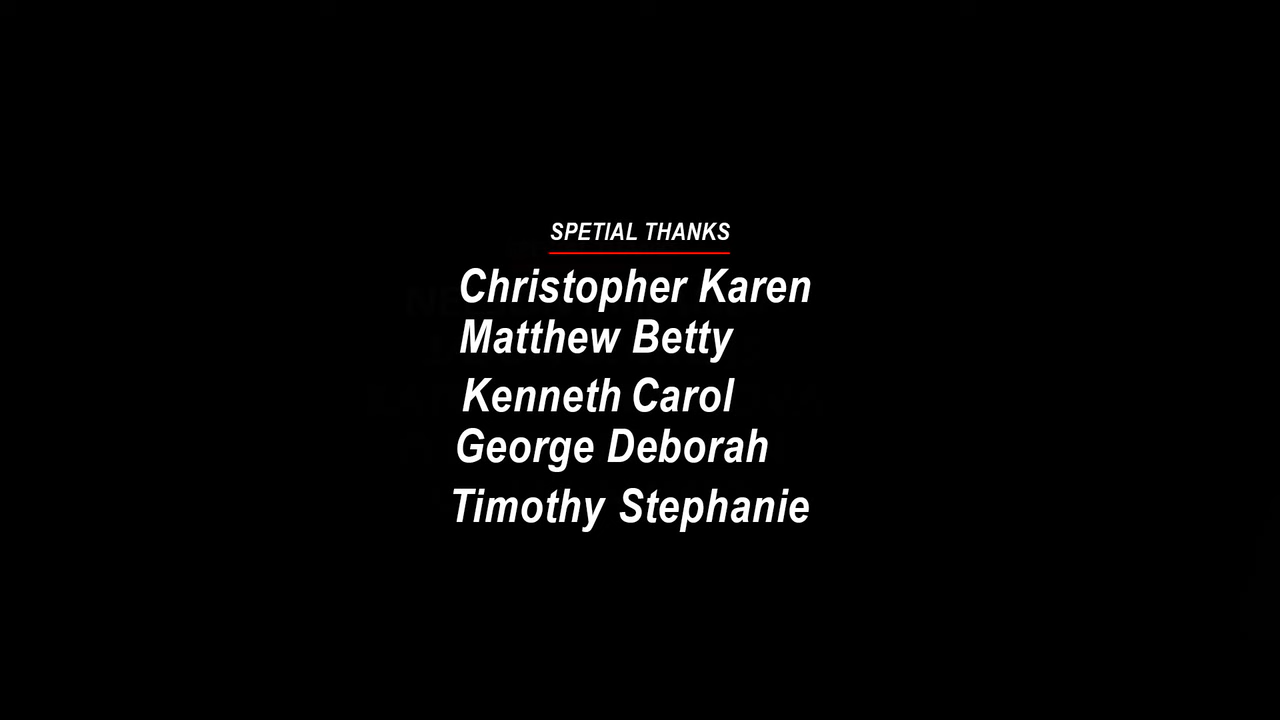 SPETIAL THANKS
Christopher Karen
Matthew Betty
Kenneth Carol
George Deborah
Timothy Stephanie